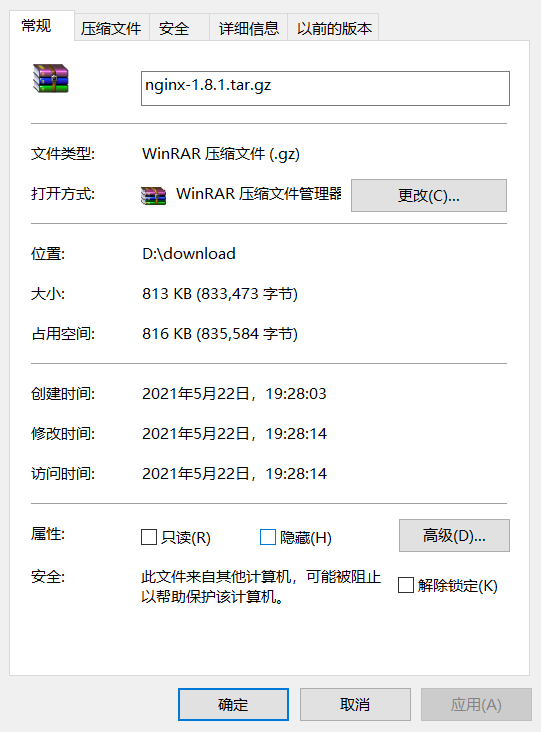 常规 压缩文件 安全 详细信息 以前的版本
nginx-1.8.1.tar.gz
文件类型: WinRAR 压缩文件 (.gz)
打开方式: WinRAR 压缩文件管理器 更改(C)...
位置: D:\download
大小: 813 KB (833,473 字节)
占用空间: 816 KB (835,584 字节)
创建时间: 2021年5月22日，19:28:03
修改时间: 2021年5月22日，19:28:14
访问时间: 2021年5月22日，19:28:14
属性: 只读(R) 隐藏(H) 高级(D)...
安全: 此文件来自其他计算机，可能被阻止
以帮助保护该计算机。 解除锁定(K)
确定 取消 应用(A)